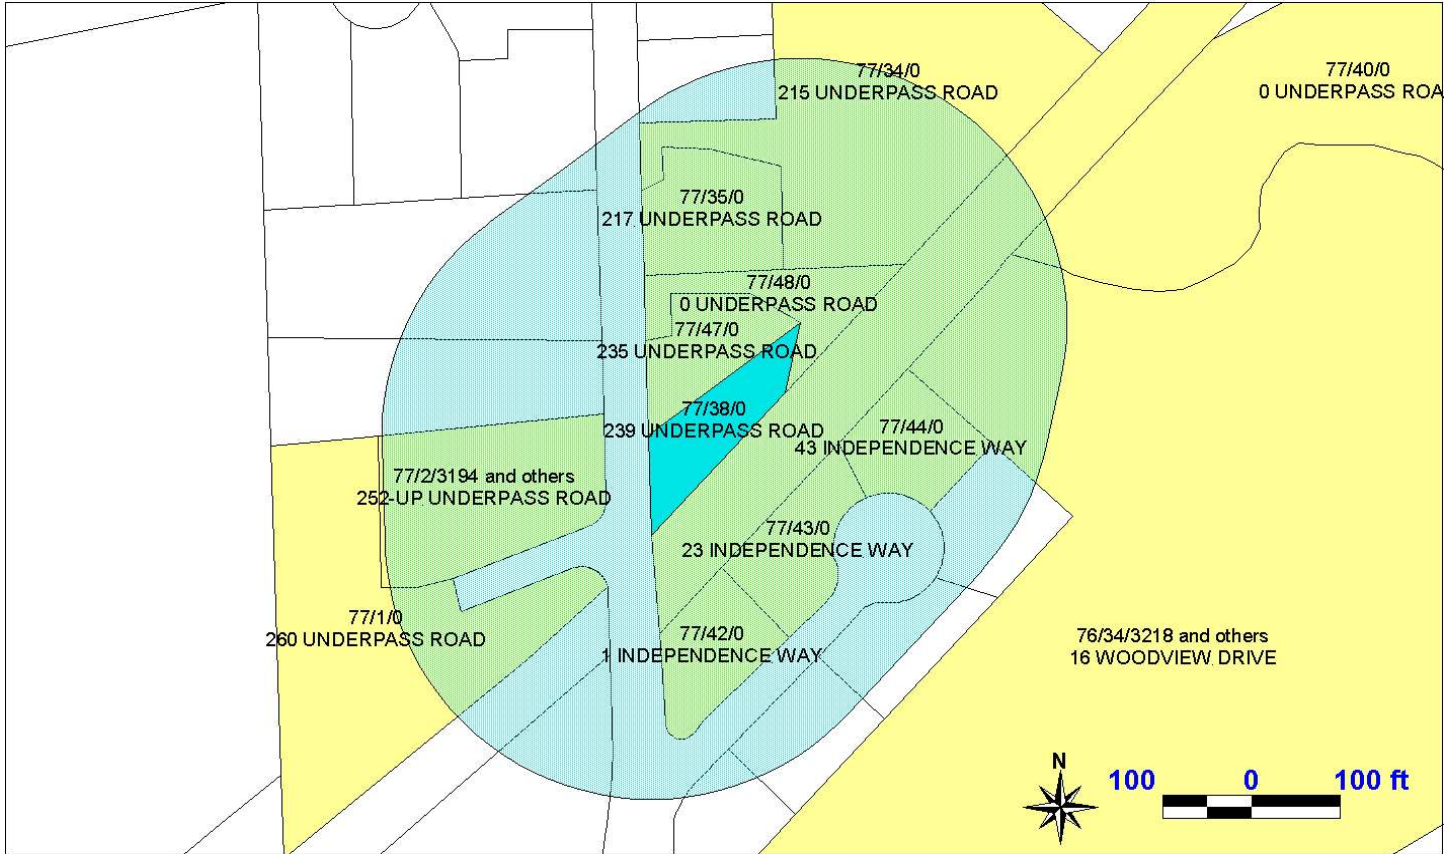 77/34/0
215 UNDERPASS ROAD
77/40/0
0 UNDERPASS ROA
77/35/0
217 UNDERPASS ROAD
77/48/0
0 UNDERPASS ROAD
77/47/0
235 UNDERPASS ROAD
77/38/0
239 UNDERPASS ROAD
77/44/0
43 INDEPENDENCE WAY
77/2/3194 and others
252-UP UNDERPASS ROAD
77/43/0
23 INDEPENDENCE WAY
77/1/0
260 UNDERPASS ROAD
77/42/0
1 INDEPENDENCE WAY
76/34/3218 and others
16 WOODVIEW DRIVE
N
100 0 100 ft